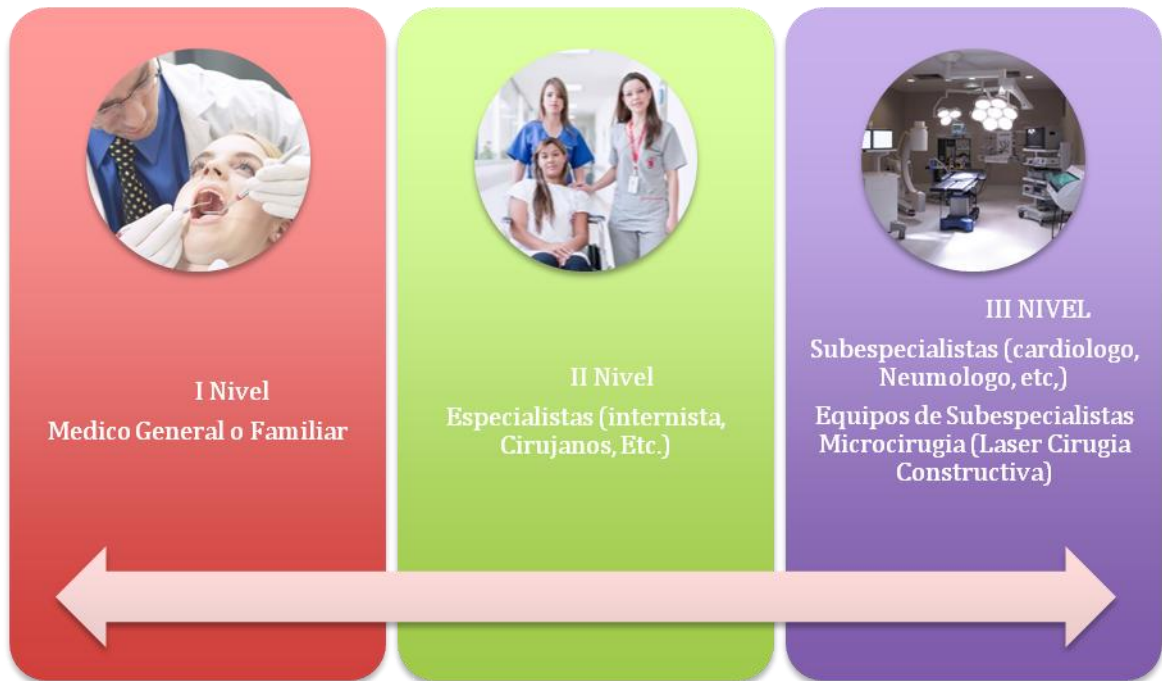 I Nivel
Medico General o Familiar
II Nivel
Especialistas (internista,
Cirujanos, Etc.)
III NIVEL
Subespecialistas (cardiologo,
Neumologo, etc,)
Equipos de Subespecialistas
Microcirugia (Laser Cirugia
Constructiva)